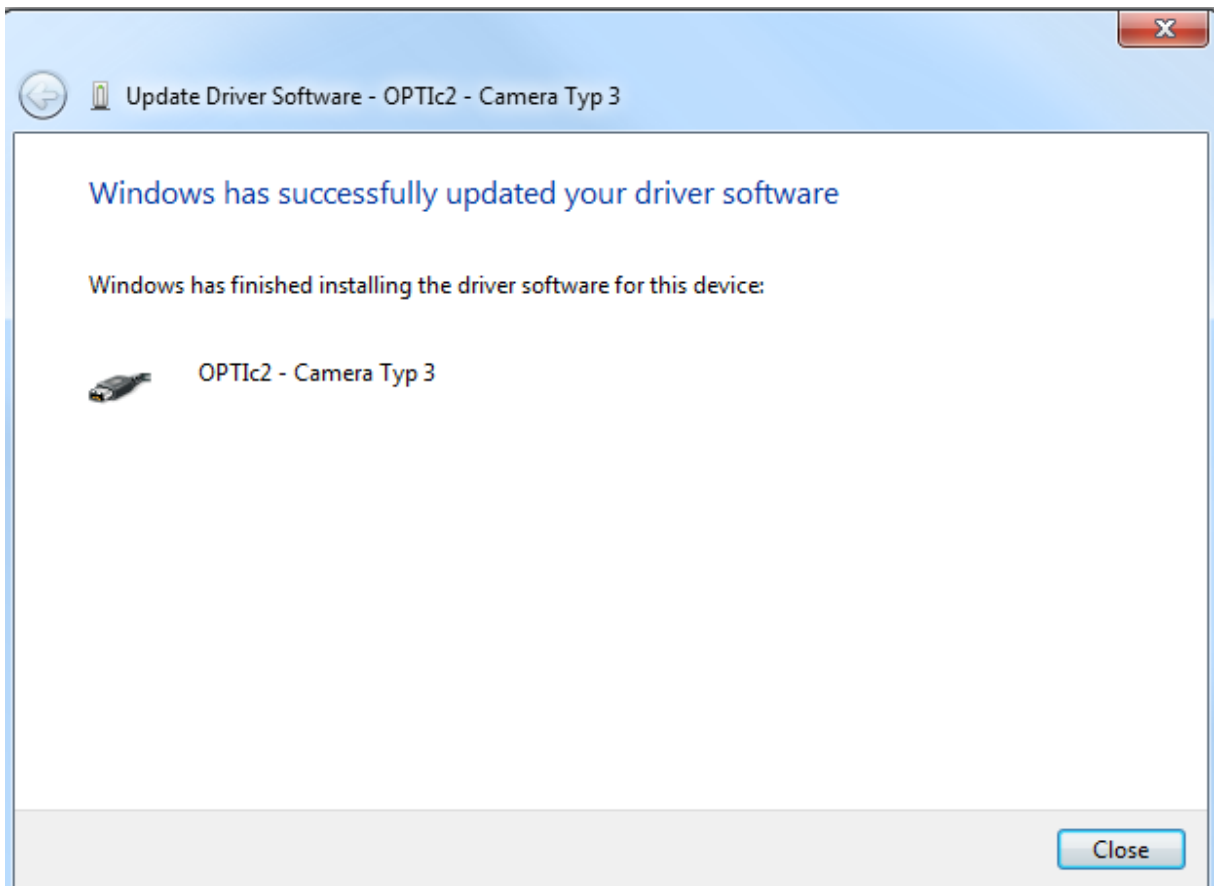 Update Driver Software - OPTIc2 - Camera Typ 3
Windows has successfully updated your driver software
Windows has finished installing the driver software for this device:
OPTIc2 - Camera Typ 3
Close